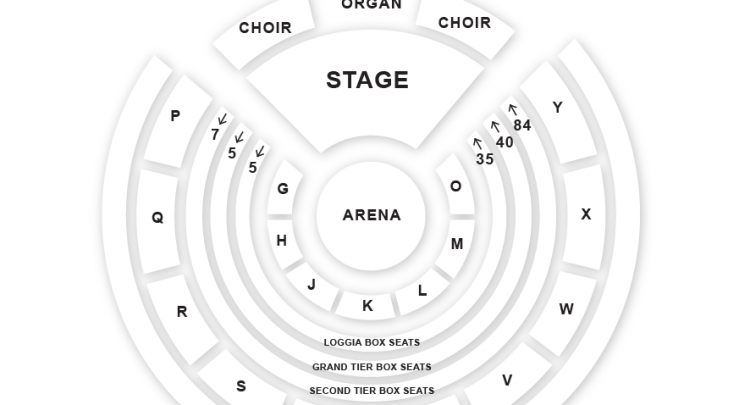 ORGAN
CHOIR
CHOIR
STAGE
P
Y
7
5
5
84
40
35
G
O
Q
ARENA
X
H
M
J
L
K
R
W
LOGGIA BOX SEATS
GRAND TIER BOX SEATS
SECOND TIER BOX SEATS
S
V